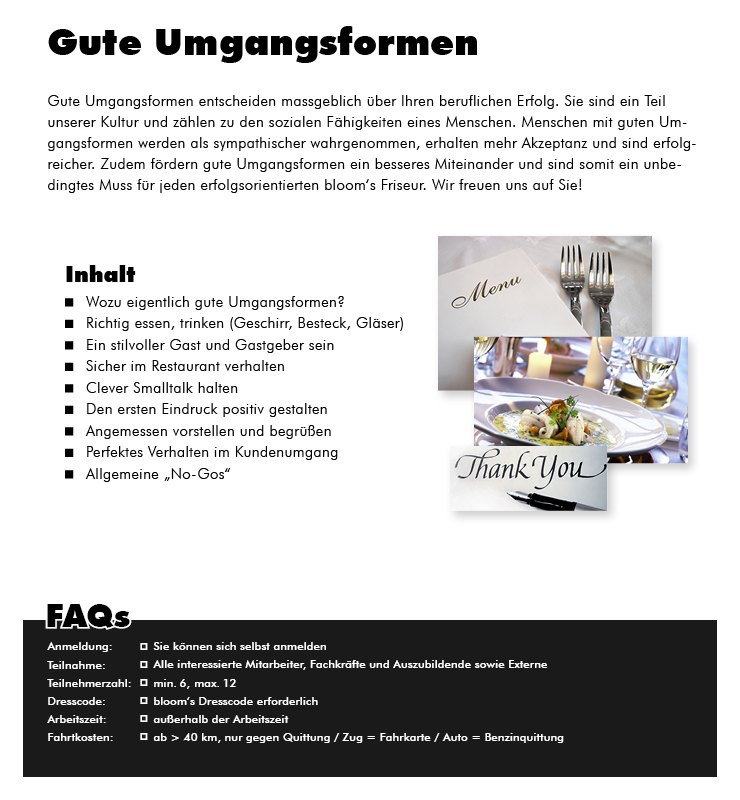 Gute Umgangsformen
Gute Umgangsformen entscheiden massgeblich über Ihren beruflichen Erfolg. Sie sind ein Teil
unserer Kultur und zählen zu den sozialen Fähigkeiten eines Menschen. Menschen mit guten Um-
gangsformen werden als sympathischer wahrgenommen, erhalten mehr Akzeptanz und sind erfolg-
reicher. Zudem fördern gute Umgangsformen ein besseres Miteinander und sind somit ein unbe-
dingtes Muss für jeden erfolgsorientierten bloom's Friseur. Wir freuen uns auf Sie!
Inhalt
■ Wozu eigentlich gute Umgangsformen?
■ Richtig essen, trinken (Geschirr, Besteck, Gläser)
■ Ein stilvoller Gast und Gastgeber sein
■ Sicher im Restaurant verhalten
■ Clever Smalltalk halten
■ Den ersten Eindruck positiv gestalten
■ Angemessen vorstellen und begrüßen
■ Perfektes Verhalten im Kundenumgang
■ Allgemeine „No-Gos“
Menu
Thank You
FAQs
Anmeldung: Sie können sich selbst anmelden
Teilnahme: Alle interessierte Mitarbeiter, Fachkräfte und Auszubildende sowie Externe
Teilnehmerzahl: min. 6, max. 12
Dresscode: bloom's Dresscode erforderlich
Arbeitszeit: außerhalb der Arbeitszeit
Fahrtkosten: ab > 40 km, nur gegen Quittung / Zug = Fahrkarte / Auto = Benzinquittung